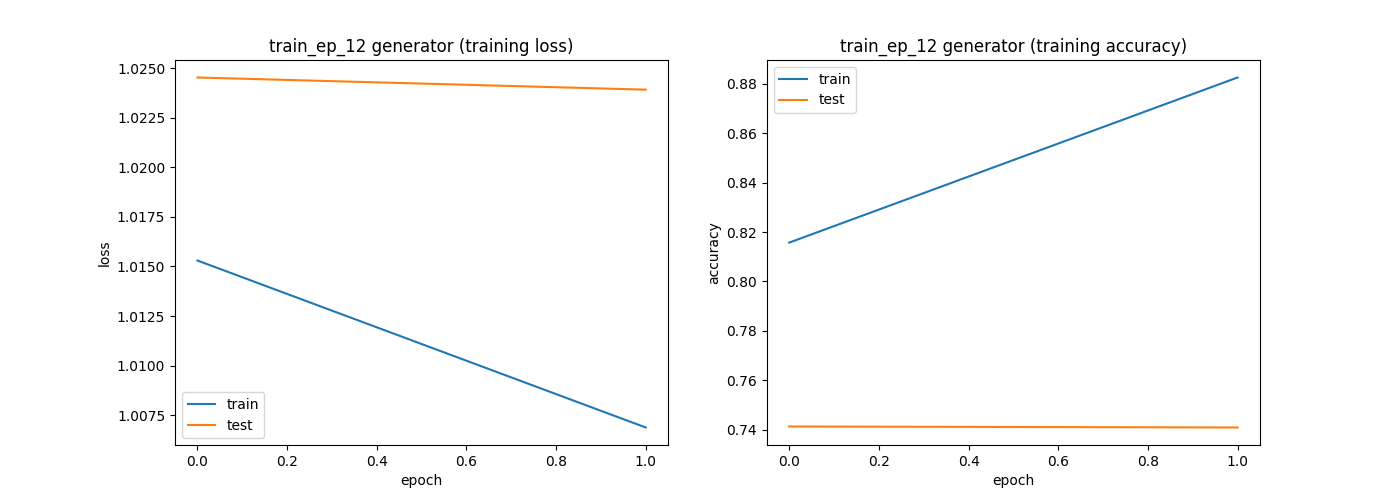 train_ep_12 generator (training loss)
1.0250
1.0225
1.0200
1.0175
1.0150
1.0125
1.0100
1.0075
loss
train
test
0.0 0.2 0.4 0.6 0.8 1.0
epoch
train_ep_12 generator (training accuracy)
train
test
0.88
0.86
0.84
0.82
0.80
0.78
0.76
0.74
accuracy
0.0 0.2 0.4 0.6 0.8 1.0
epoch